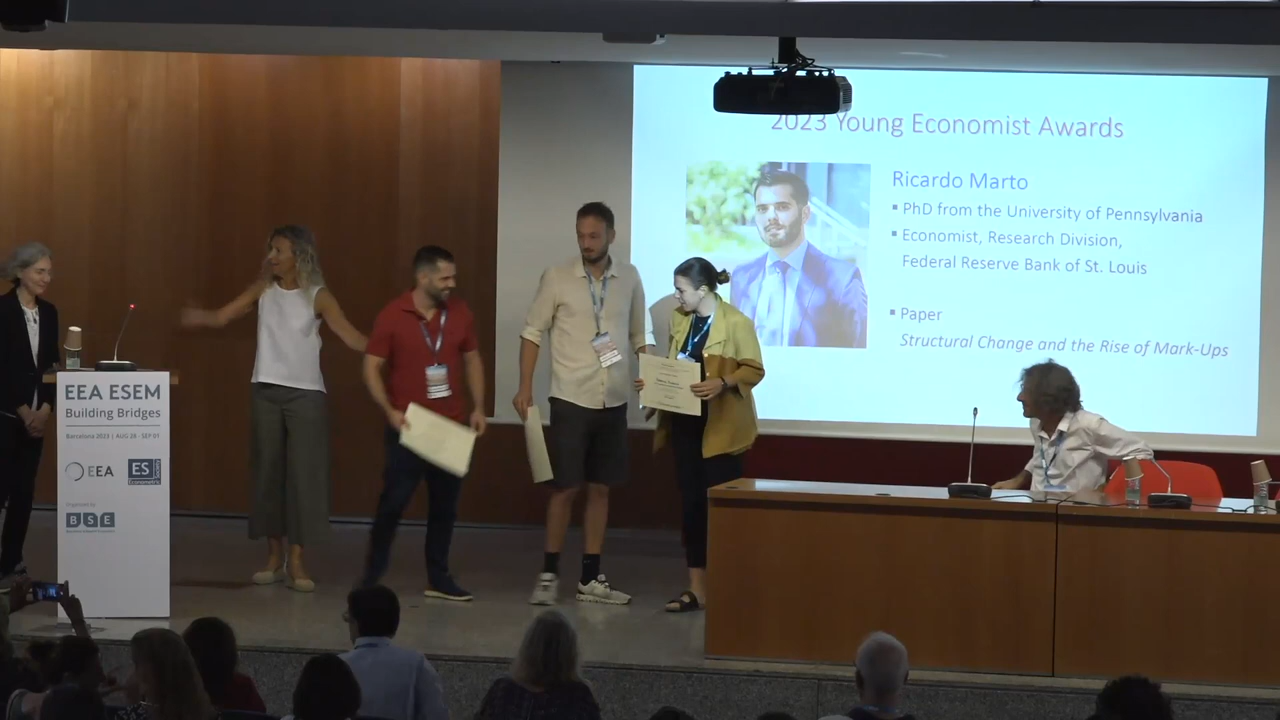 2023 Young Economist Awards
Ricardo Marto
▪ PhD from the University of Pennsylvania
▪ Economist, Research Division,
Federal Reserve Bank of St. Louis
▪ Paper
Structural Change and the Rise of Mark-Ups
EEA ESEM
Building Bridges
Barcelona 2023 | AUG 28 - SEP 01
EEA
ES
Econometric
Society
BSE